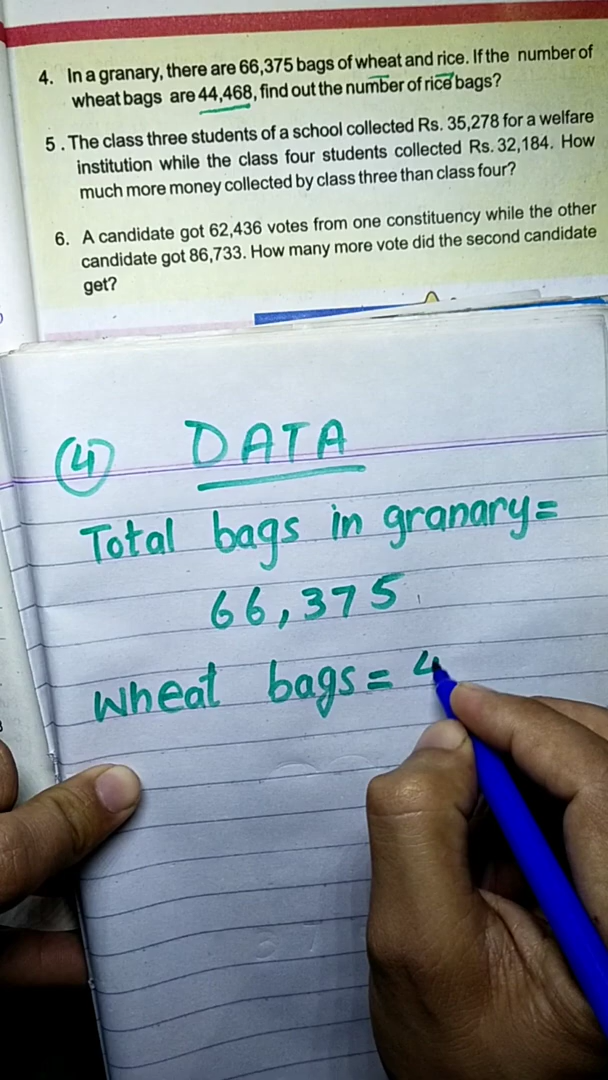 4. In a granary, there are 66,375 bags of wheat and rice. If the number of
wheat bags are 44,468, find out the number of rice bags?
5. The class three students of a school collected Rs. 35,278 for a welfare
institution while the class four students collected Rs. 32,184. How
much more money collected by class three than class four?
6. A candidate got 62,436 votes from one constituency while the other
candidate got 86,733. How many more vote did the second candidate
get?
(4) DATA
Total bags in granary=
66,375
Wheat bags = 4